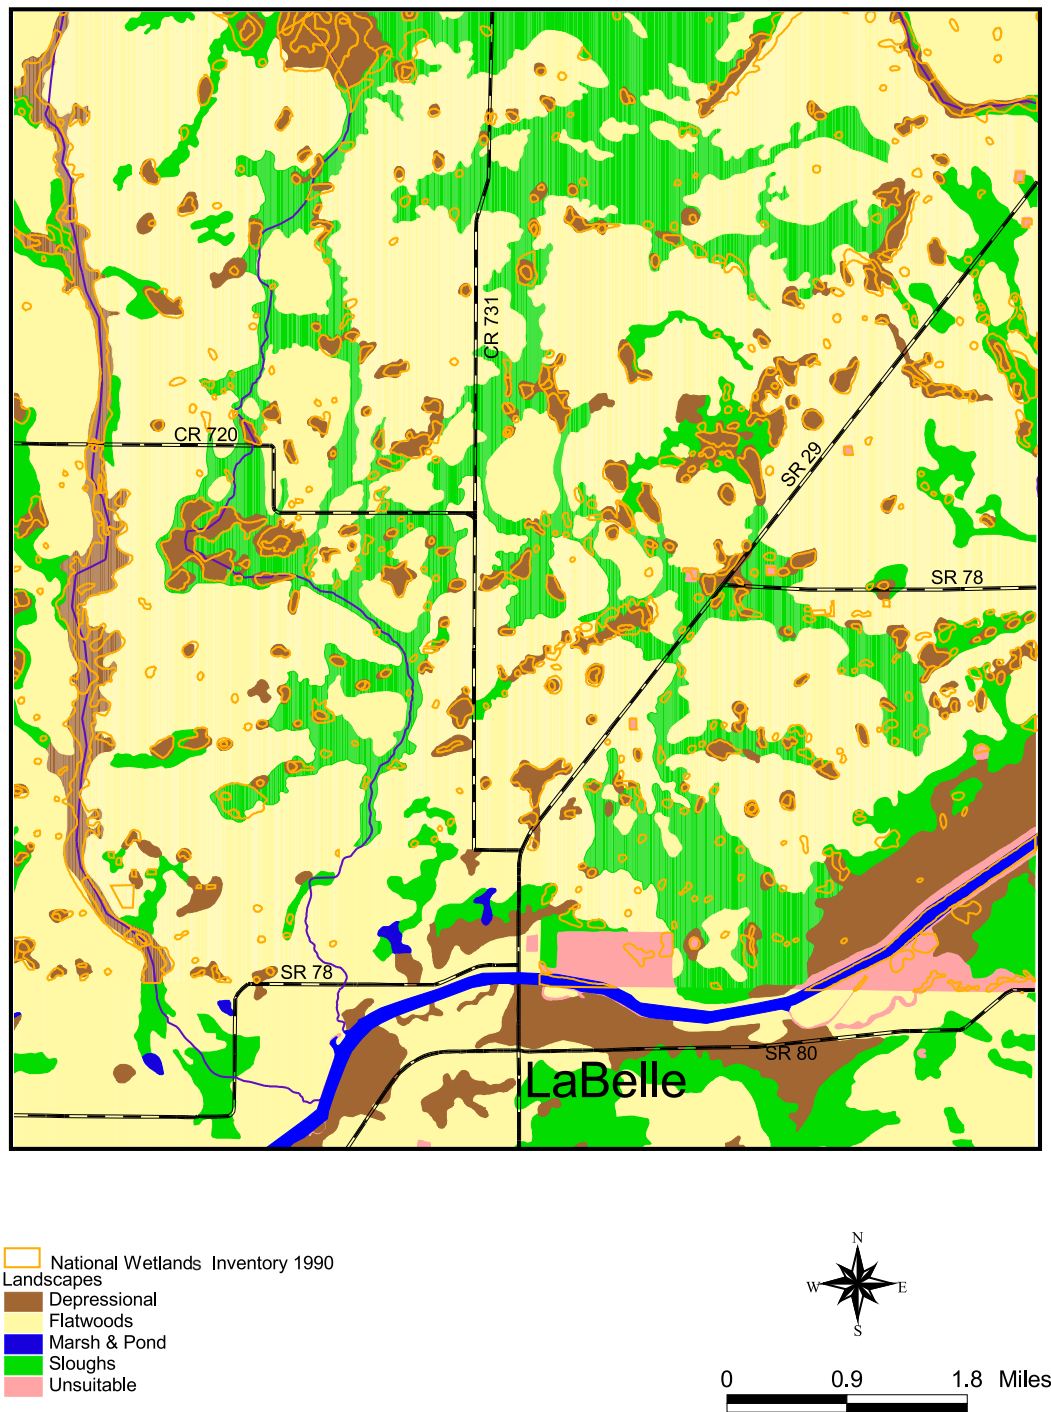 CR 731
CR 720
SR 29
SR 78
SR 78
SR 80
LaBelle
National Wetlands Inventory 1990
Landscapes
Depressional
Flatwoods
Marsh & Pond
Sloughs
Unsuitable
N
W E
S
0 0.9 1.8 Miles